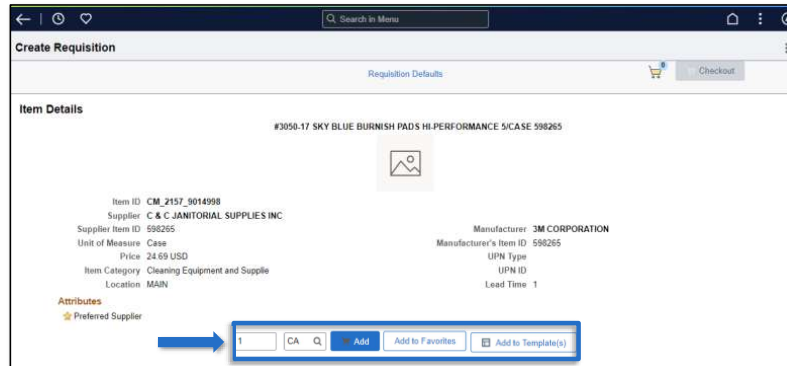 Search in Menu
Create Requisition
Requisition Defaults
0
Checkout
Item Details
#3050-17 SKY BLUE BURNISH PADS HI-PERFORMANCE 5/CASE 598265
Item ID CM_2157_9014998
Supplier C & C JANITORIAL SUPPLIES INC
Supplier Item ID 598265
Manufacturer 3M CORPORATION
Unit of Measure Case
Manufacturer's Item ID 598265
Price 24.69 USD
UPN Type
Item Category Cleaning Equipment and Supplie
UPN ID
Location MAIN
Lead Time 1
Attributes
Preferred Supplier
1 CA Add Add to Favorites Add to Template(s)